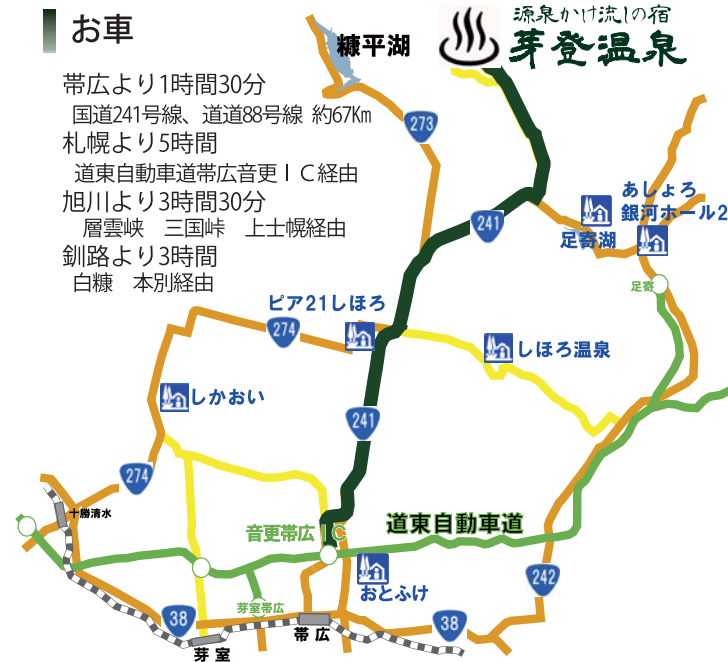 お車
帯広より1時間30分
国道241号線、道道88号線 約67㎞
札幌より5時間
道東自動車道帯広音更ＩＣ経由
旭川より3時間30分
層雲峡　三国峠　上士幌経由
釧路より3時間
白糠　本別経由
源泉かけ流しの宿
芽登温泉
糠平湖
273
241
あしょろ
銀河ホール2
足寄湖
足寄
ピア21しほろ
274
しほろ温泉
しかおい
241
274
十勝清水
音更帯広ＩＣ
道東自動車道
おとふけ
242
芽室帯広
38
帯広
38
芽室